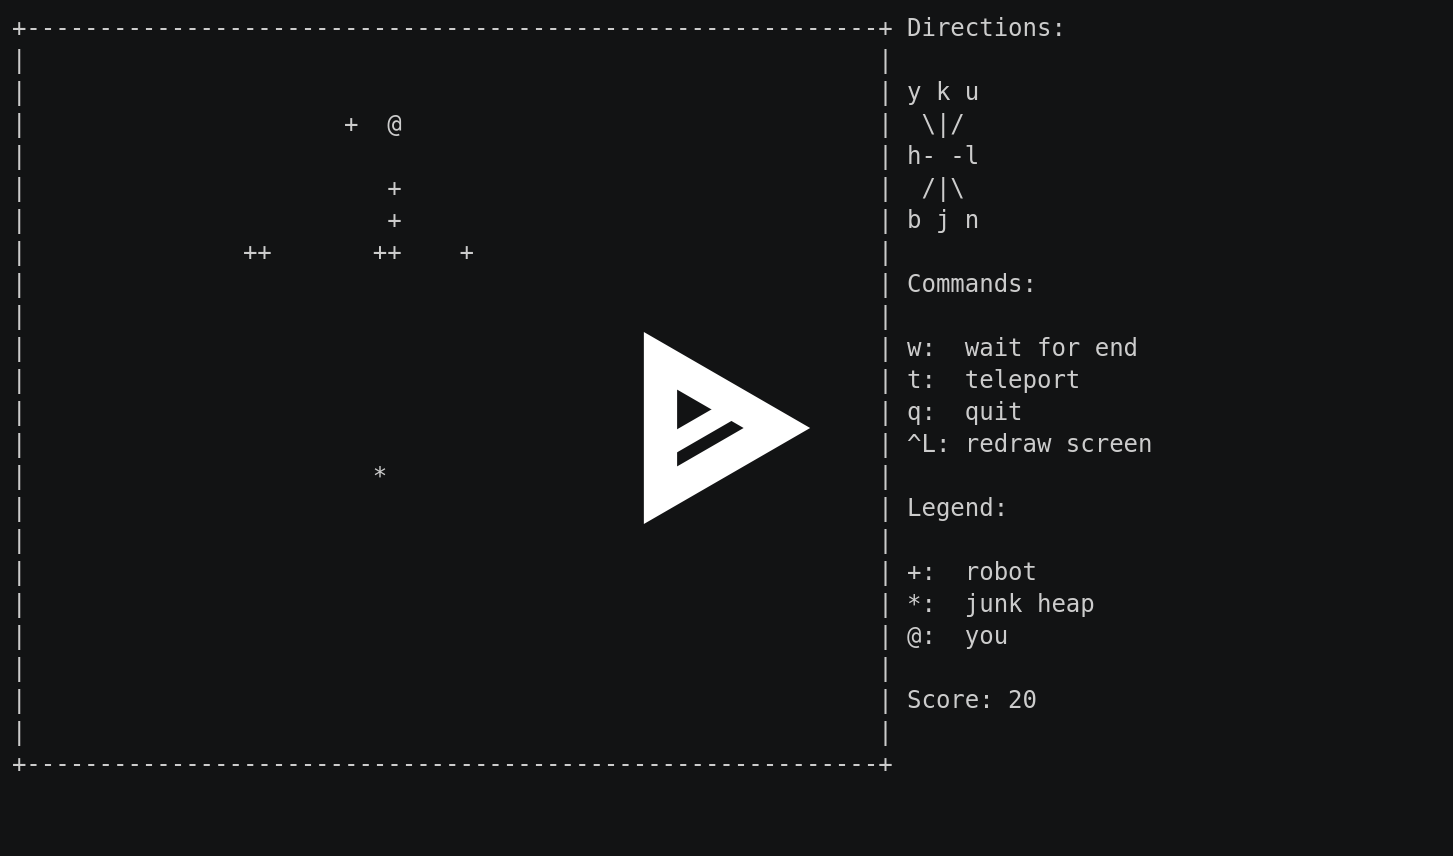 +-----------------------------------------------------------+ Directions:
|                                                           |
|                                                           | y k u
|                      +  @                                 |  \|/
|                                                           | h- -l
|                         +                                 |  /|\
|                         +                                 | b j n
|               ++       ++    +                            |
|                                                           | Commands:
|                                                           |
|                                                           | w:  wait for end
|                                                           | t:  teleport
|                                                           | q:  quit
|                                                           | ^L: redraw screen
|                        *                                  |
|                                                           | Legend:
|                                                           |
|                                                           | +:  robot
|                                                           | *:  junk heap
|                                                           | @:  you
|                                                           |
|                                                           | Score: 20
|                                                           |
+-----------------------------------------------------------+